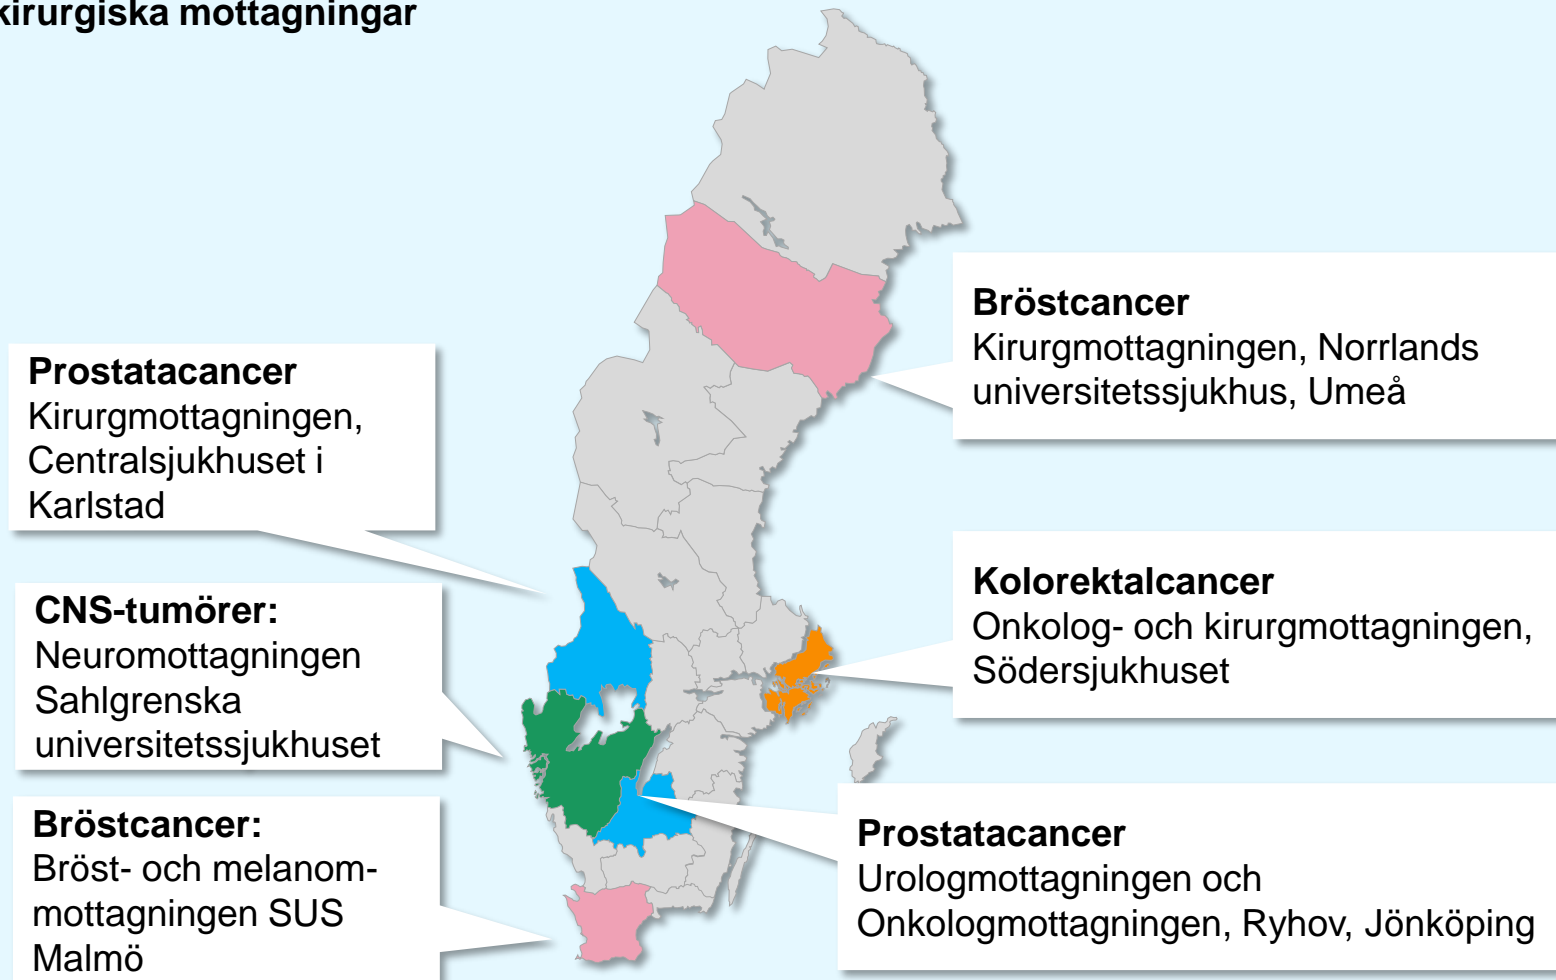 kirurgiska mottagningar
Bröstcancer
Kirurgmottagningen, Norrlands
universitetssjukhus, Umeå
Prostatacancer
Kirurgmottagningen,
Centralsjukhuset i
Karlstad
Kolorektalcancer
Onkolog- och kirurgmottagningen,
Södersjukhuset
CNS-tumörer:
Neuromottagningen
Sahlgrenska
universitetssjukhuset
Bröstcancer:
Bröst- och melanom-
mottagningen SUS
Malmö
Prostatacancer
Urologmottagningen och
Onkologmottagningen, Ryhov, Jönköping